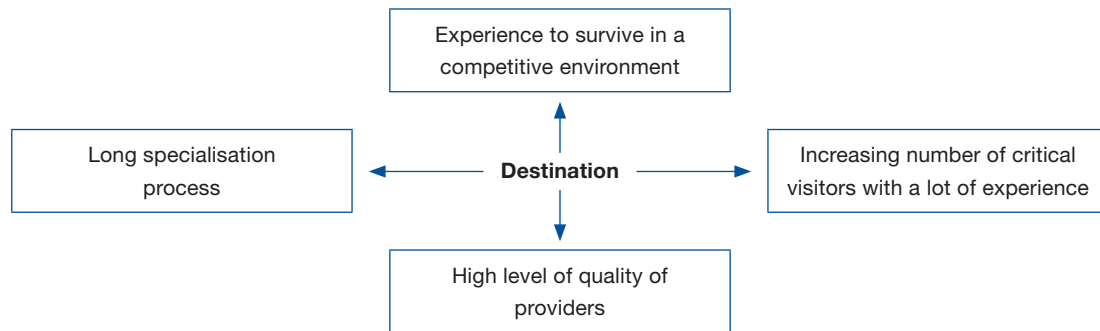 Experience to survive in a
competitive environment
Long specialisation
process
Destination
Increasing number of critical
visitors with a lot of experience
High level of quality of
providers